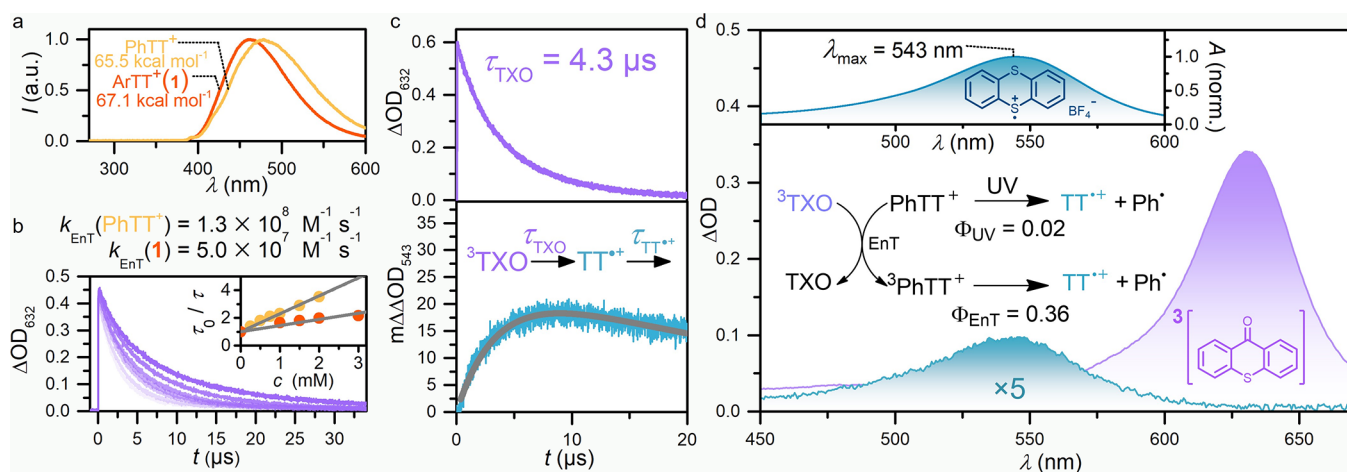 a
I (a.u.)
1.0
0.5
0.0
PhTT⁺
65.5 kcal mol⁻¹
ArTT⁺(1)
67.1 kcal mol⁻¹
300 400 500 600
λ (nm)
b
k_EnT(PhTT⁺) = 1.3 × 10⁸ M⁻¹ s⁻¹
k_EnT(1) = 5.0 × 10⁷ M⁻¹ s⁻¹
ΔOD₆₃₂
0.5
0.4
0.3
0.2
0.1
0.0
τ₀ / τ
4
2
0
0 1 2 3
c (mM)
0 5 10 15 20 25 30
t (µs)
c
ΔOD₆₃₂
0.6
0.4
0.2
0.0
τ_TXO = 4.3 µs
mΔΔOD₅₄₃
35
30
25
20
15
10
5
0
τ_TXO τ_TT•⁺
³TXO TT•⁺
0 10 20
t (µs)
d
ΔOD
0.5
0.4
0.3
0.2
0.1
0.0
λmax = 543 nm
S
S
+
•
BF₄⁻
A (norm.)
1.0
0.5
0.0
500 550 600
λ (nm)
³TXO PhTT⁺ UV TT•⁺ + Ph•
Φ_UV = 0.02
EnT
TXO ³PhTT⁺ TT•⁺ + Ph•
Φ_EnT = 0.36
3
O
S
×5
450 500 550 600 650
λ (nm)